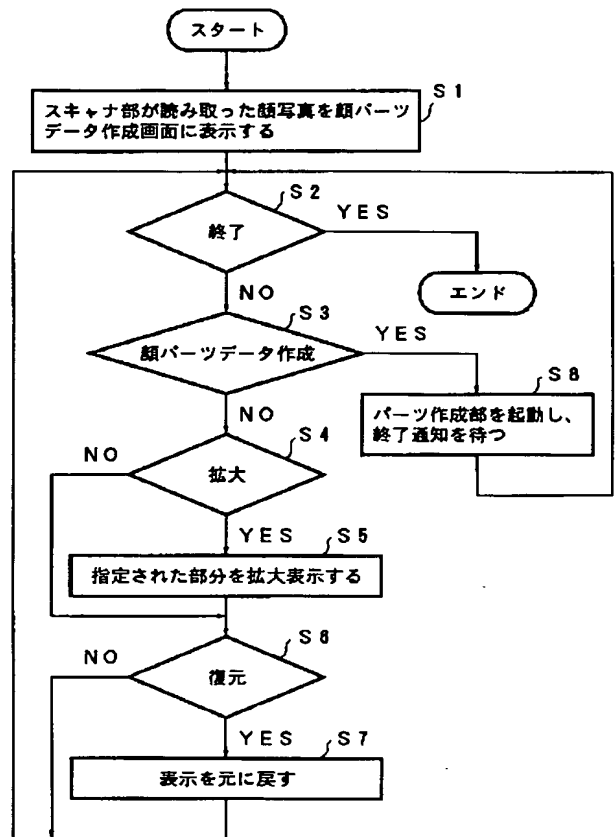 スタート
S1
スキャナ部が読み取った顔写真を顔パーツ
データ作成画面に表示する
S2
終了
YES
エンド
NO
S3
顔パーツデータ作成
YES
S8
パーツ作成部を起動し、
終了通知を待つ
NO
S4
NO
拡大
YES
S5
指定された部分を拡大表示する
S6
NO
復元
YES
S7
表示を元に戻す